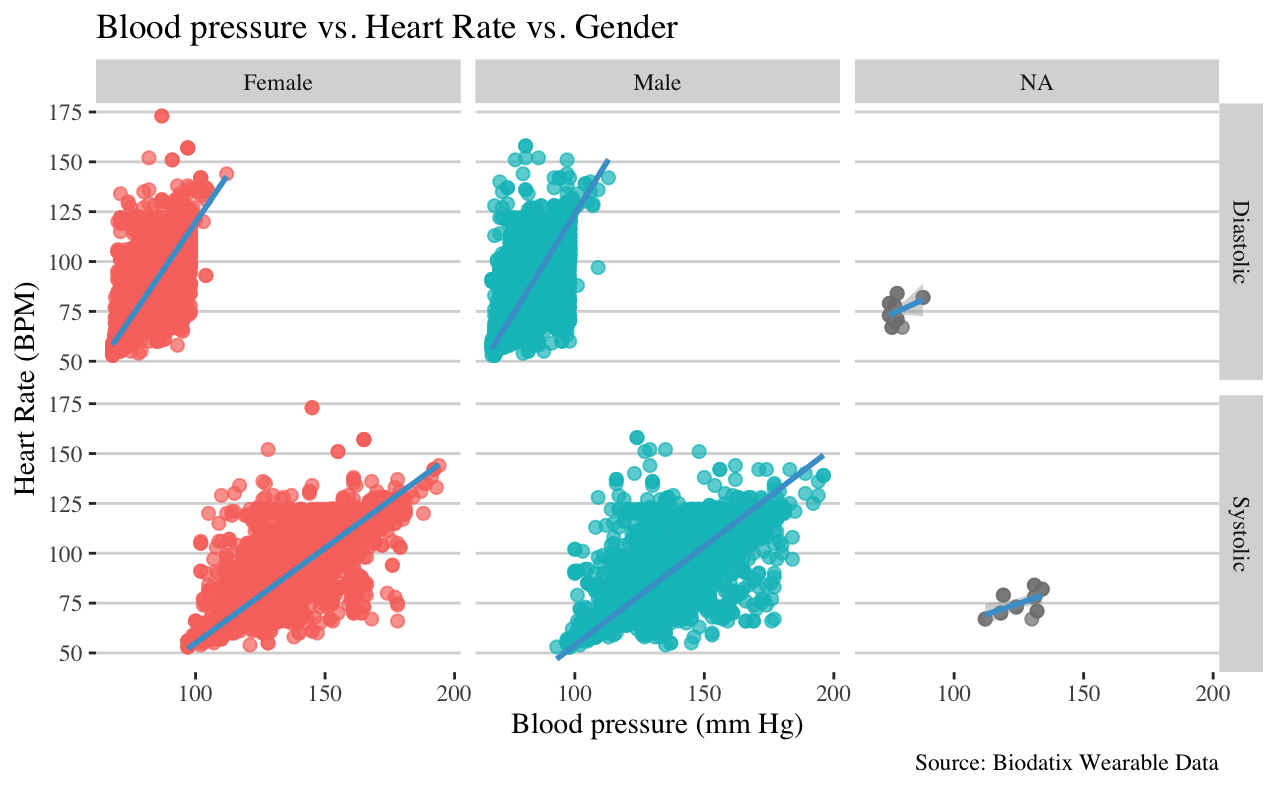 Blood pressure vs. Heart Rate vs. Gender
Female Male NA
175
150
125
100
75
50
Diastolic
175
150
125
100
75
50
Systolic
Heart Rate (BPM)
100 150 200 100 150 200 100 150 200
Blood pressure (mm Hg)
Source: Biodatix Wearable Data